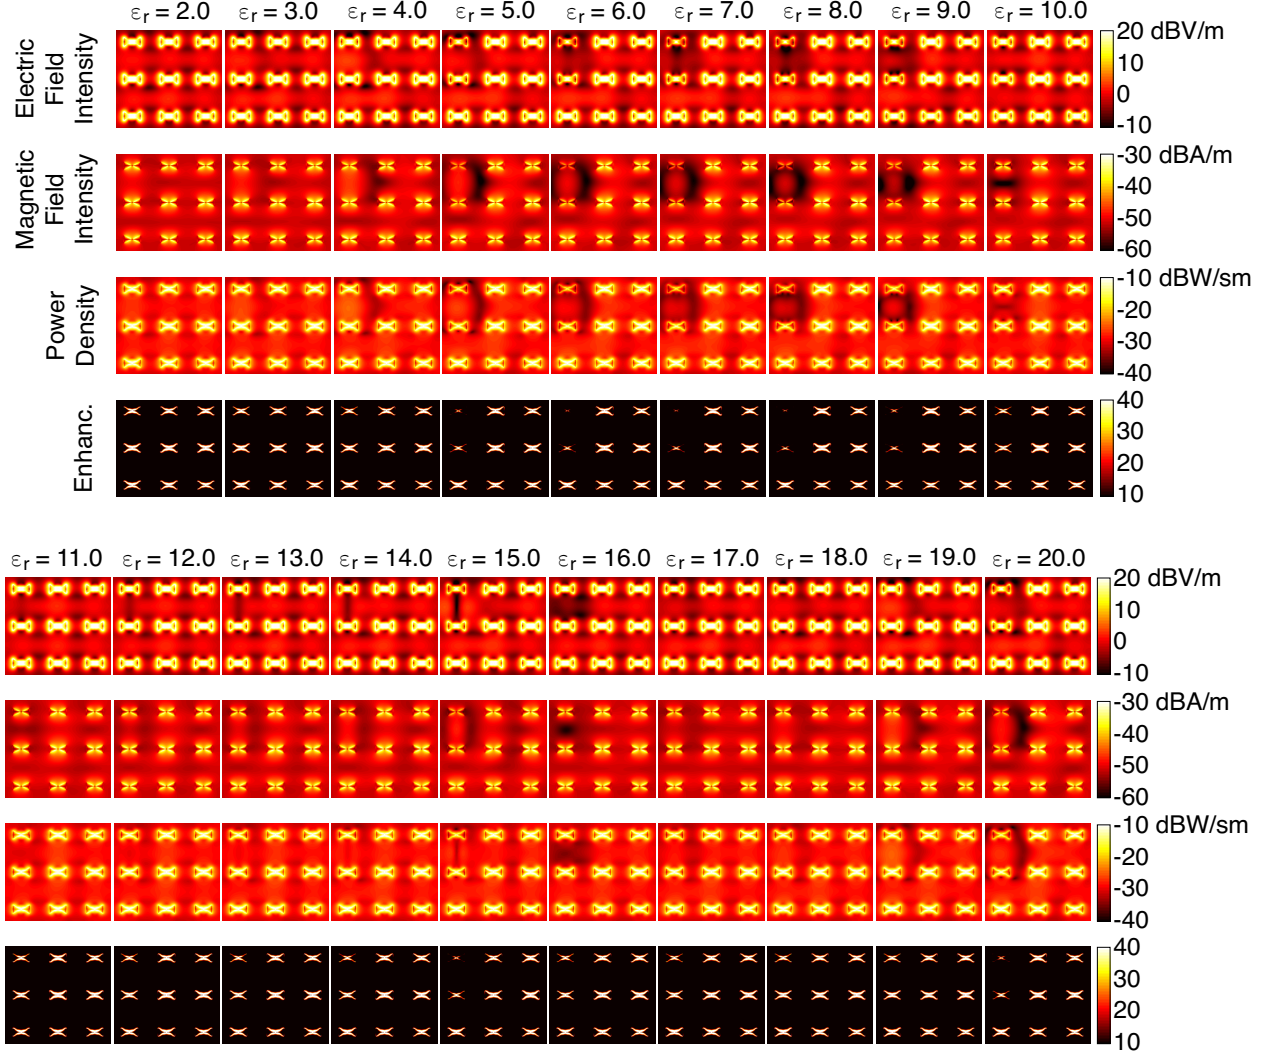 εr = 2.0 εr = 3.0 εr = 4.0 εr = 5.0 εr = 6.0 εr = 7.0 εr = 8.0 εr = 9.0 εr = 10.0
Electric
Field
Intensity
20 dBV/m
10
0
-10
Magnetic
Field
Intensity
-30 dBA/m
-40
-50
-60
Power
Density
-10 dBW/sm
-20
-30
-40
Enhanc.
40
30
20
10
εr = 11.0 εr = 12.0 εr = 13.0 εr = 14.0 εr = 15.0 εr = 16.0 εr = 17.0 εr = 18.0 εr = 19.0 εr = 20.0
20 dBV/m
10
0
-10
-30 dBA/m
-40
-50
-60
-10 dBW/sm
-20
-30
-40
40
30
20
10